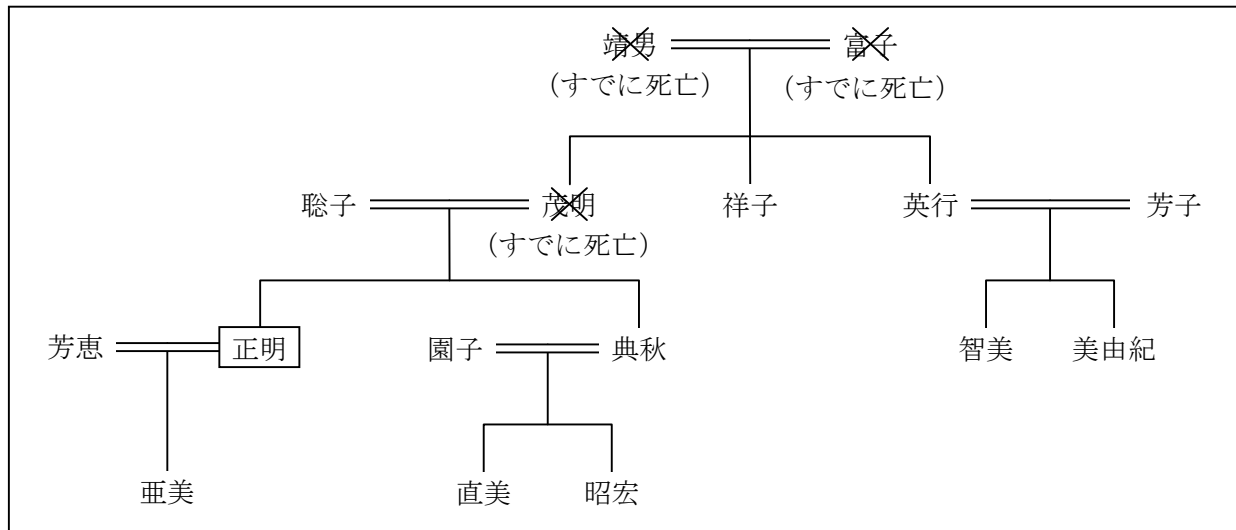 靖男 富子
(すでに死亡) (すでに死亡)
聡子 茂明 祥子 英行 芳子
(すでに死亡)
芳恵 正明 園子 典秋 智美 美由紀
亜美 直美 昭宏